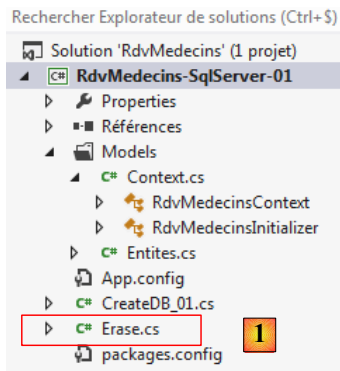 Rechercher Explorateur de solutions (Ctrl+$)
Solution 'RdvMedecins' (1 projet)
C# RdvMedecins-SqlServer-01
Properties
Références
Models
C# Context.cs
RdvMedecinsContext
RdvMedecinsInitializer
C# Entites.cs
App.config
C# CreateDB_01.cs
C# Erase.cs 1
packages.config